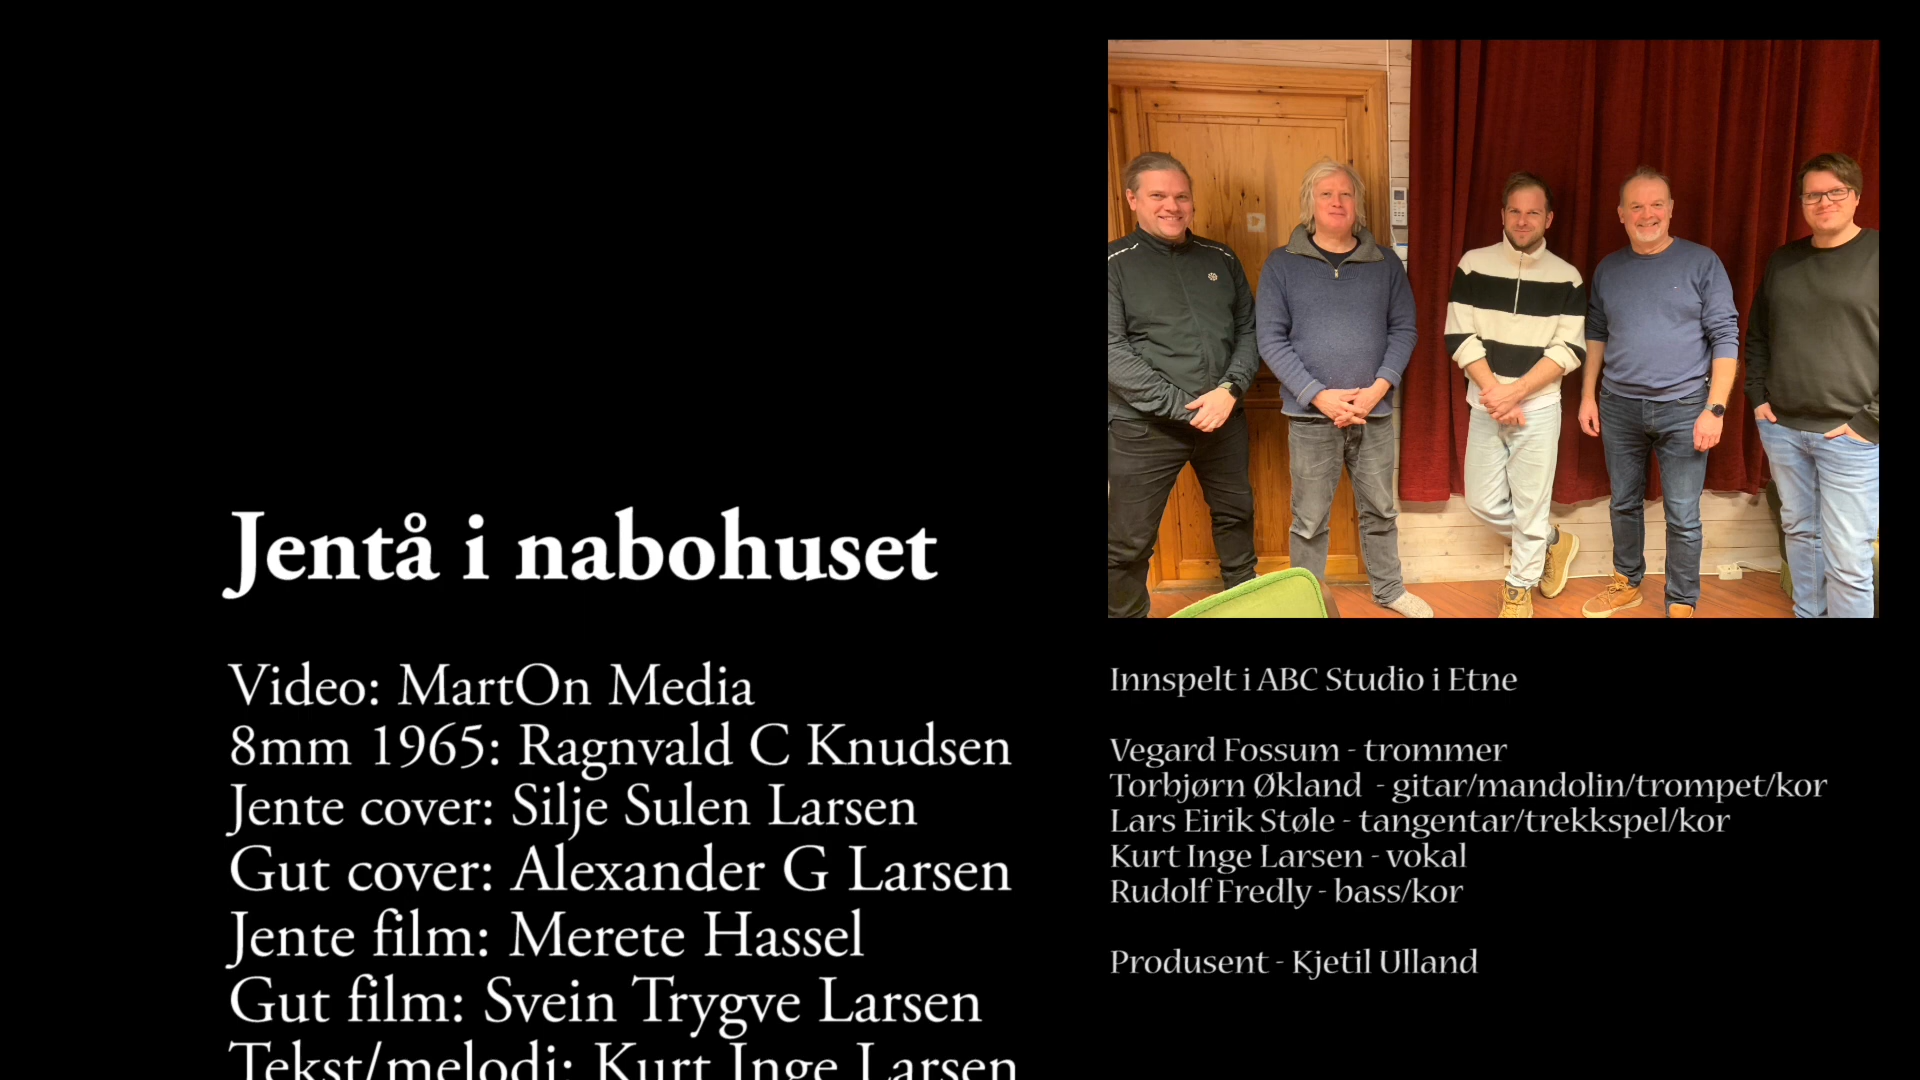 Jentå i nabohuset
Video: MartOn Media
8mm 1965: Ragnvald C Knudsen
Jente cover: Silje Sulen Larsen
Gut cover: Alexander G Larsen
Jente film: Merete Hassel
Gut film: Svein Trygve Larsen
Tekst/melodi: Kurt Inge Larsen
Innspelt i ABC Studio i Etne
Vegard Fossum - trommer
Torbjørn Økland - gitar/mandolin/trompet/kor
Lars Eirik Støle - tangentar/trekkspel/kor
Kurt Inge Larsen - vokal
Rudolf Fredly - bass/kor
Produsent - Kjetil Ulland